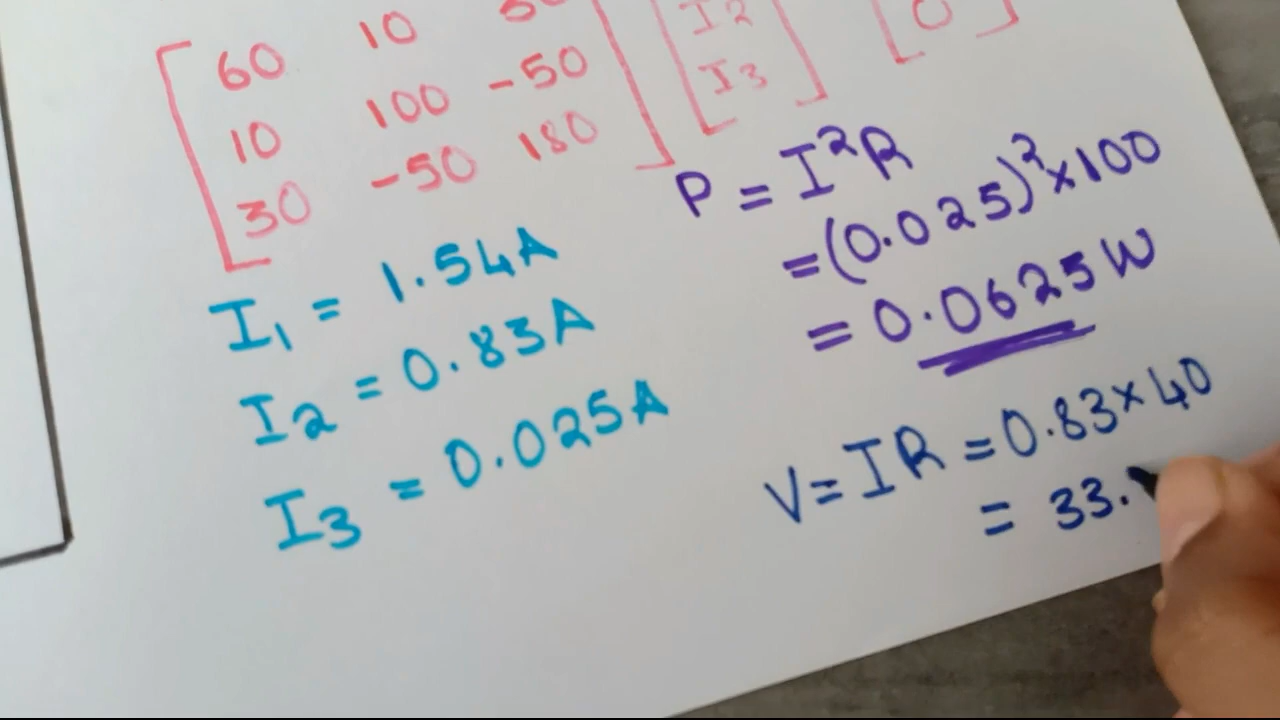 60 10
10 100 -50 I2 0
30 -50 180 I3
P = I²R
= (0.025)² × 100
= 0.0625 W
I1 = 1.54A
I2 = 0.83A
I3 = 0.025A
V = IR = 0.83 × 40
= 33.